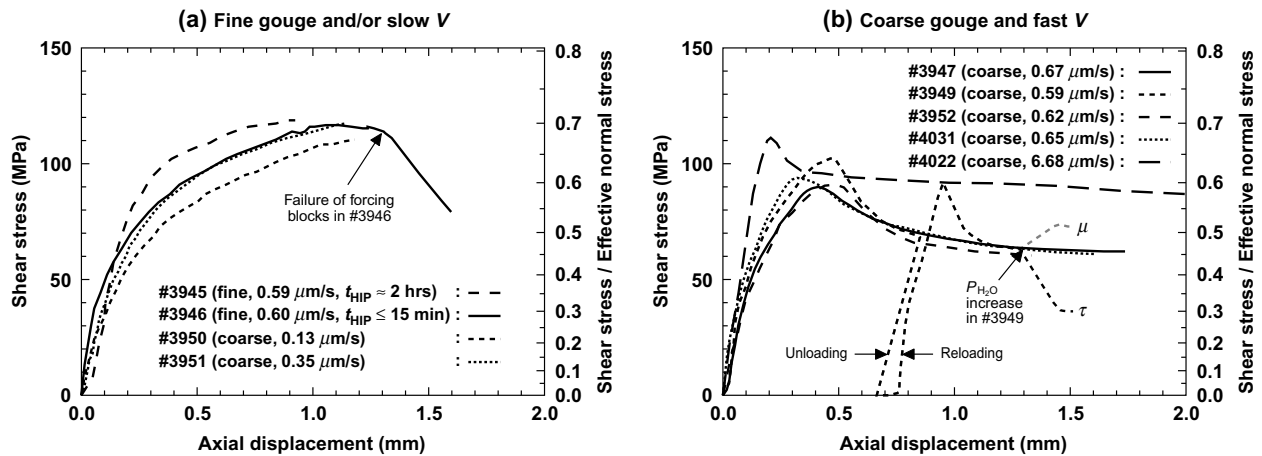 (a) Fine gouge and/or slow V
150
100
50
0
Shear stress (MPa)
0.0 0.5 1.0 1.5 2.0
Axial displacement (mm)
0.8
0.7
0.6
0.5
0.4
0.3
0.2
0.1
0.0
Shear stress / Effective normal stress
Failure of forcing
blocks in #3946
#3945 (fine, 0.59 μm/s, tHIP ≈ 2 hrs) :
#3946 (fine, 0.60 μm/s, tHIP ≤ 15 min) :
#3950 (coarse, 0.13 μm/s) :
#3951 (coarse, 0.35 μm/s) :
(b) Coarse gouge and fast V
150
100
50
0
Shear stress (MPa)
0.0 0.5 1.0 1.5 2.0
Axial displacement (mm)
0.8
0.7
0.6
0.5
0.4
0.3
0.2
0.1
0.0
Shear stress / Effective normal stress
#3947 (coarse, 0.67 μm/s) :
#3949 (coarse, 0.59 μm/s) :
#3952 (coarse, 0.62 μm/s) :
#4031 (coarse, 0.65 μm/s) :
#4022 (coarse, 6.68 μm/s) :
μ
PH2O
increase
in #3949
τ
Unloading
Reloading